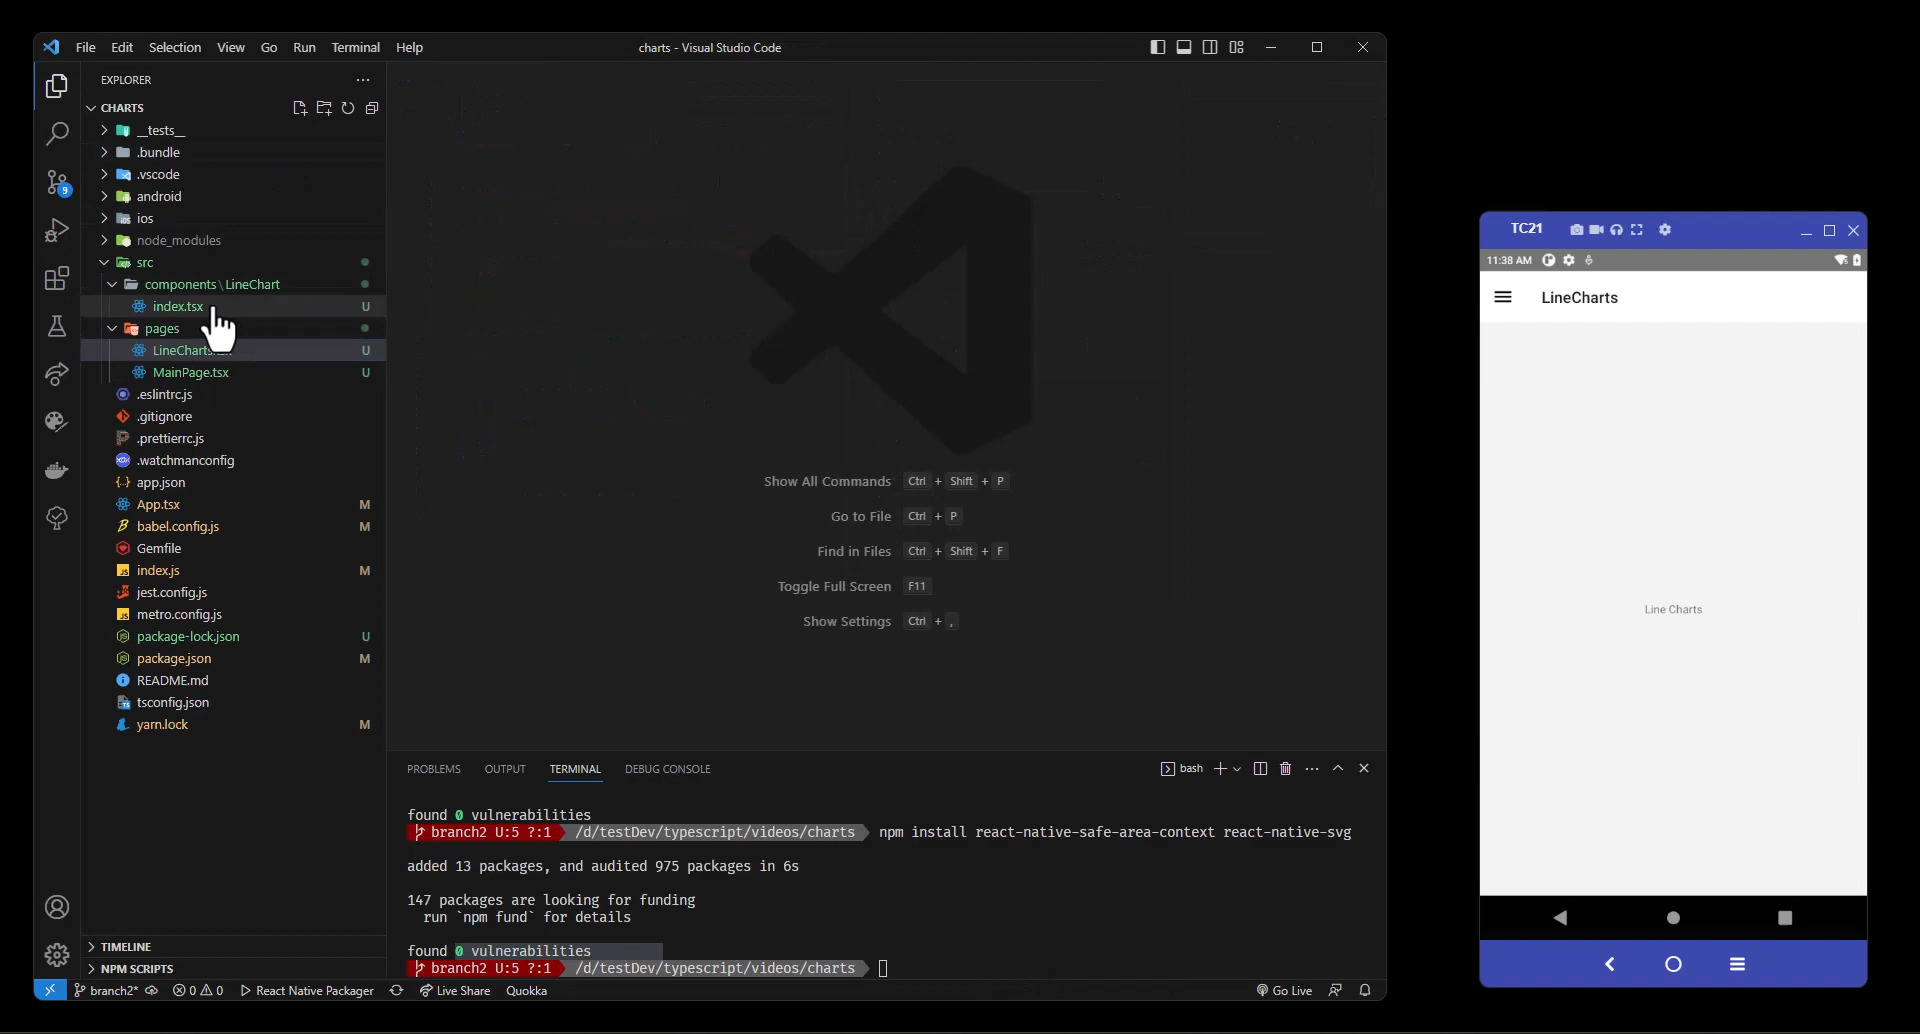 File Edit Selection View Go Run Terminal Help
charts - Visual Studio Code
EXPLORER
CHARTS
__tests__
.bundle
.vscode
android
ios
node_modules
src
components\LineChart
index.tsx U
pages
LineCharts U
MainPage.tsx U
.eslintrc.js
.gitignore
.prettierrc.js
.watchmanconfig
app.json
App.tsx M
babel.config.js M
Gemfile
index.js M
jest.config.js
metro.config.js
package-lock.json U
package.json M
README.md
tsconfig.json
yarn.lock M
TIMELINE
NPM SCRIPTS
9
Show All Commands Ctrl + Shift + P
Go to File Ctrl + P
Find in Files Ctrl + Shift + F
Toggle Full Screen F11
Show Settings Ctrl + ,
PROBLEMS OUTPUT TERMINAL DEBUG CONSOLE
bash
found 0 vulnerabilities
branch2 U:5 ?:1 /d/testDev/typescript/videos/charts npm install react-native-safe-area-context react-native-svg
added 13 packages, and audited 975 packages in 6s
147 packages are looking for funding
run `npm fund` for details
found 0 vulnerabilities
branch2 U:5 ?:1 /d/testDev/typescript/videos/charts
branch2* 0 0 React Native Packager Live Share Quokka Go Live
TC21
11:38 AM
LineCharts
Line Charts